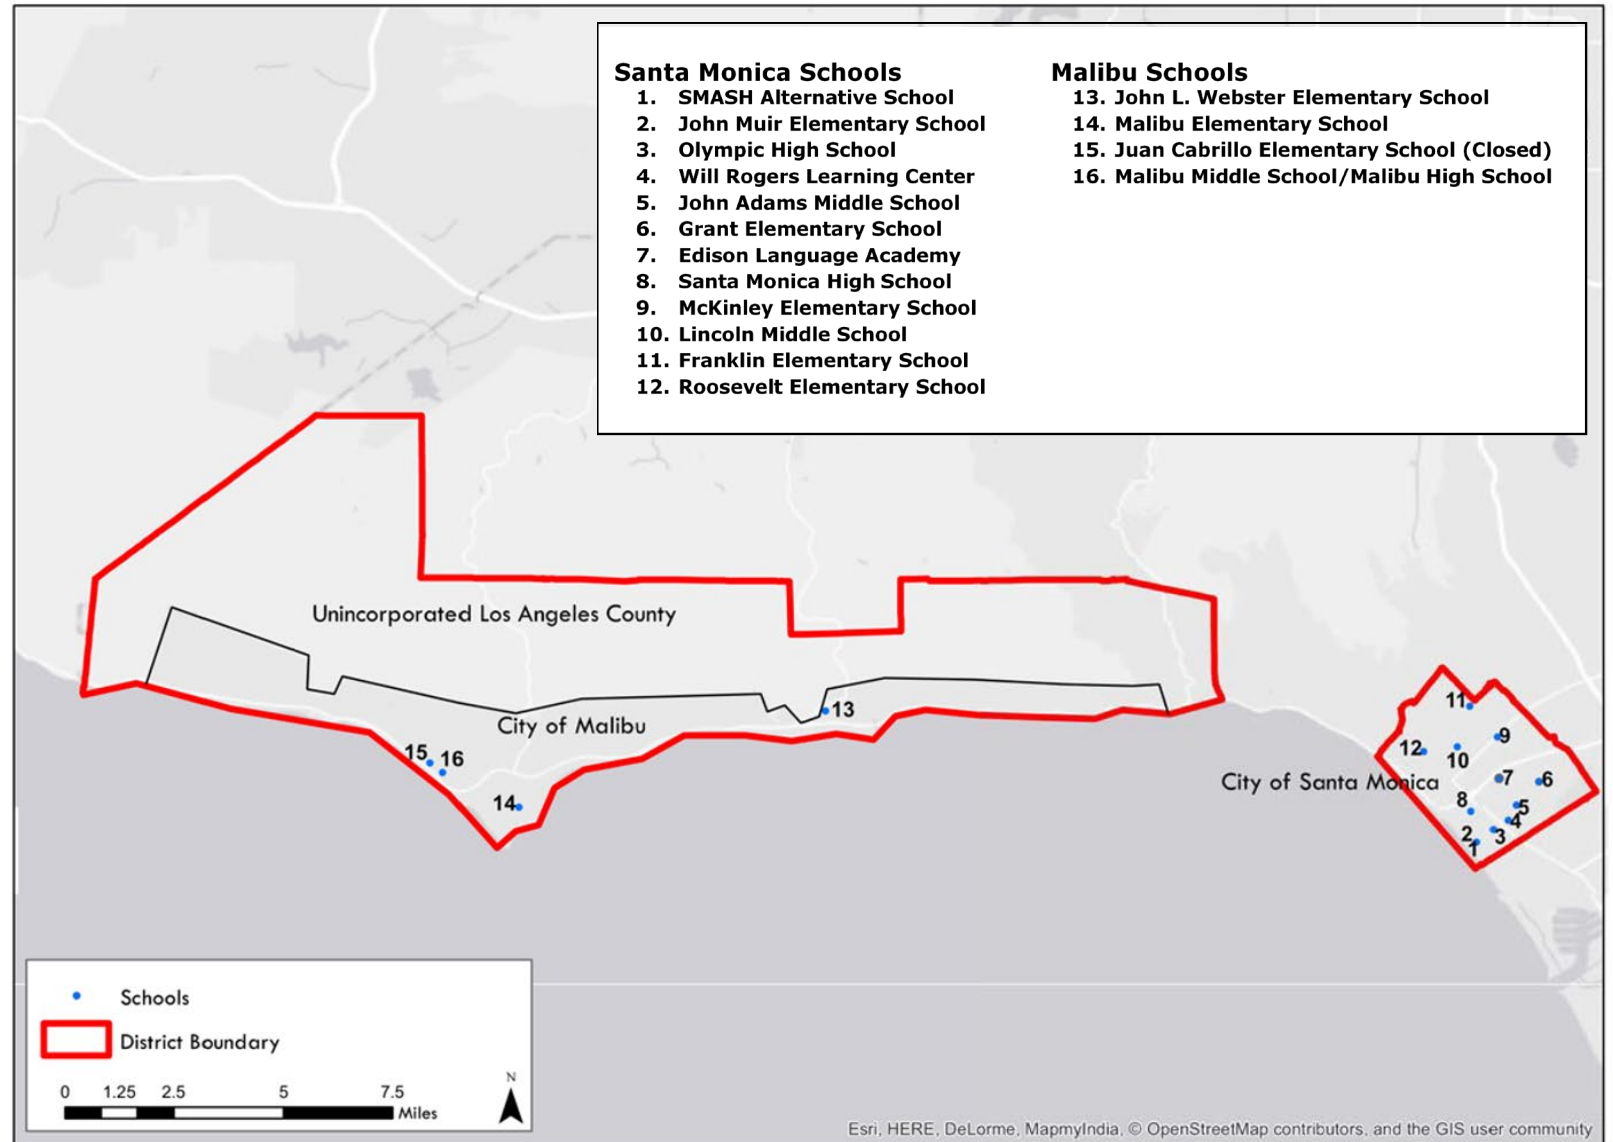 Santa Monica Schools
1. SMASH Alternative School
2. John Muir Elementary School
3. Olympic High School
4. Will Rogers Learning Center
5. John Adams Middle School
6. Grant Elementary School
7. Edison Language Academy
8. Santa Monica High School
9. McKinley Elementary School
10. Lincoln Middle School
11. Franklin Elementary School
12. Roosevelt Elementary School
Malibu Schools
13. John L. Webster Elementary School
14. Malibu Elementary School
15. Juan Cabrillo Elementary School (Closed)
16. Malibu Middle School/Malibu High School
Unincorporated Los Angeles County
City of Malibu
13
15
16
14
City of Santa Monica
11
9
12
10
7
6
8
5
4
2
3
1
Schools
District Boundary
N
0 1.25 2.5 5 7.5
Miles
Esri, HERE, DeLorme, MapmyIndia, © OpenStreetMap contributors, and the GIS user community